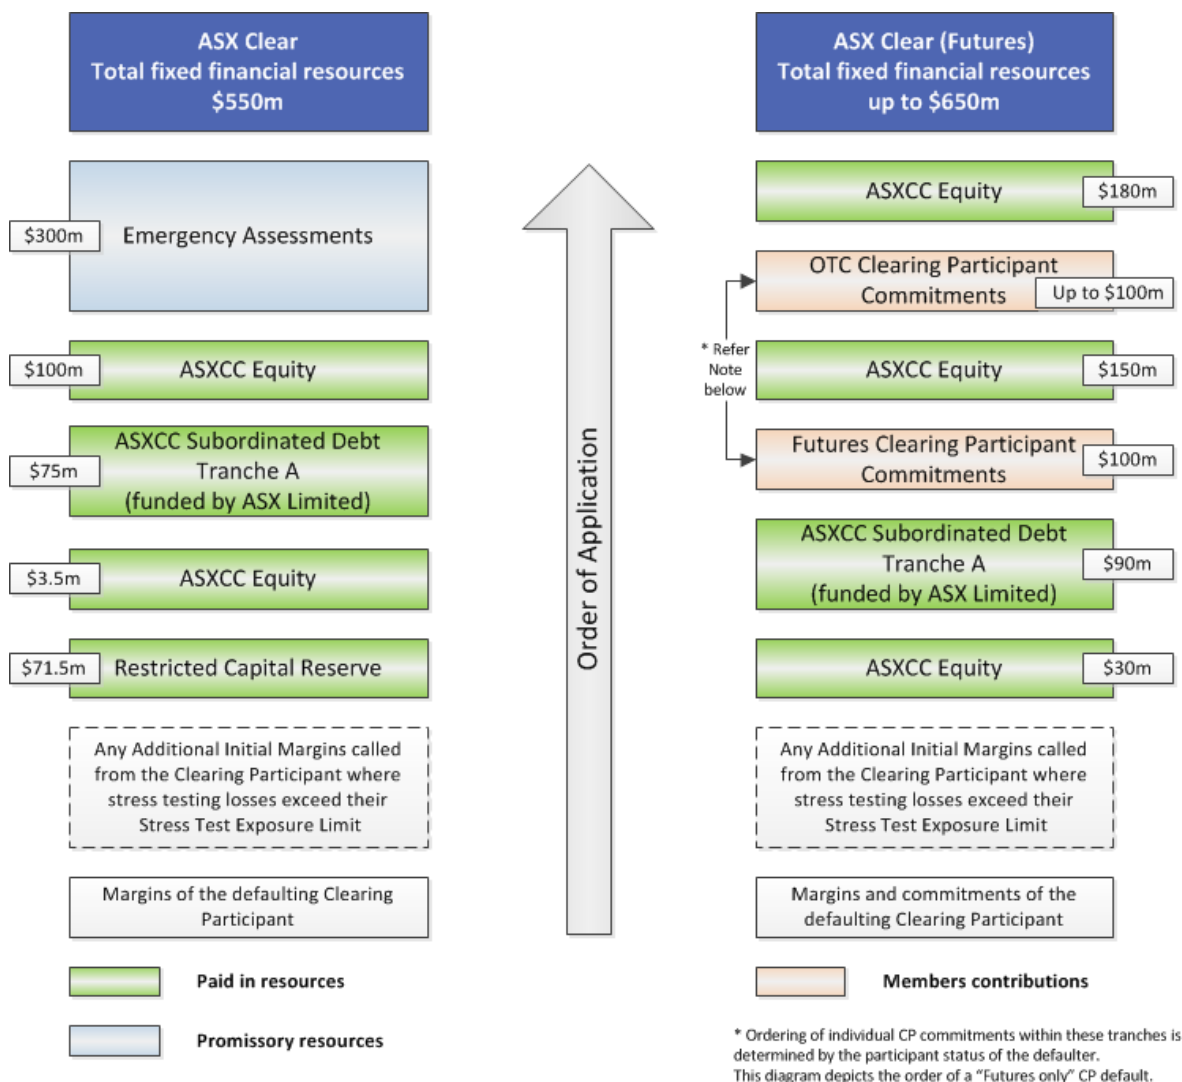 ASX Clear
Total fixed financial resources
$550m
$300m
Emergency Assessments
$100m
ASXCC Equity
$75m
ASXCC Subordinated Debt
Tranche A
(funded by ASX Limited)
$3.5m
ASXCC Equity
$71.5m
Restricted Capital Reserve
Any Additional Initial Margins called
from the Clearing Participant where
stress testing losses exceed their
Stress Test Exposure Limit
Margins of the defaulting Clearing
Participant
Paid in resources
Promissory resources
Order of Application
ASX Clear (Futures)
Total fixed financial resources
up to $650m
ASXCC Equity
$180m
OTC Clearing Participant
Commitments
Up to $100m
* Refer
Note
below
ASXCC Equity
$150m
Futures Clearing Participant
Commitments
$100m
ASXCC Subordinated Debt
Tranche A
(funded by ASX Limited)
$90m
ASXCC Equity
$30m
Any Additional Initial Margins called
from the Clearing Participant where
stress testing losses exceed their
Stress Test Exposure Limit
Margins and commitments of the
defaulting Clearing Participant
Members contributions
* Ordering of individual CP commitments within these tranches is
determined by the participant status of the defaulter.
This diagram depicts the order of a “Futures only” CP default.